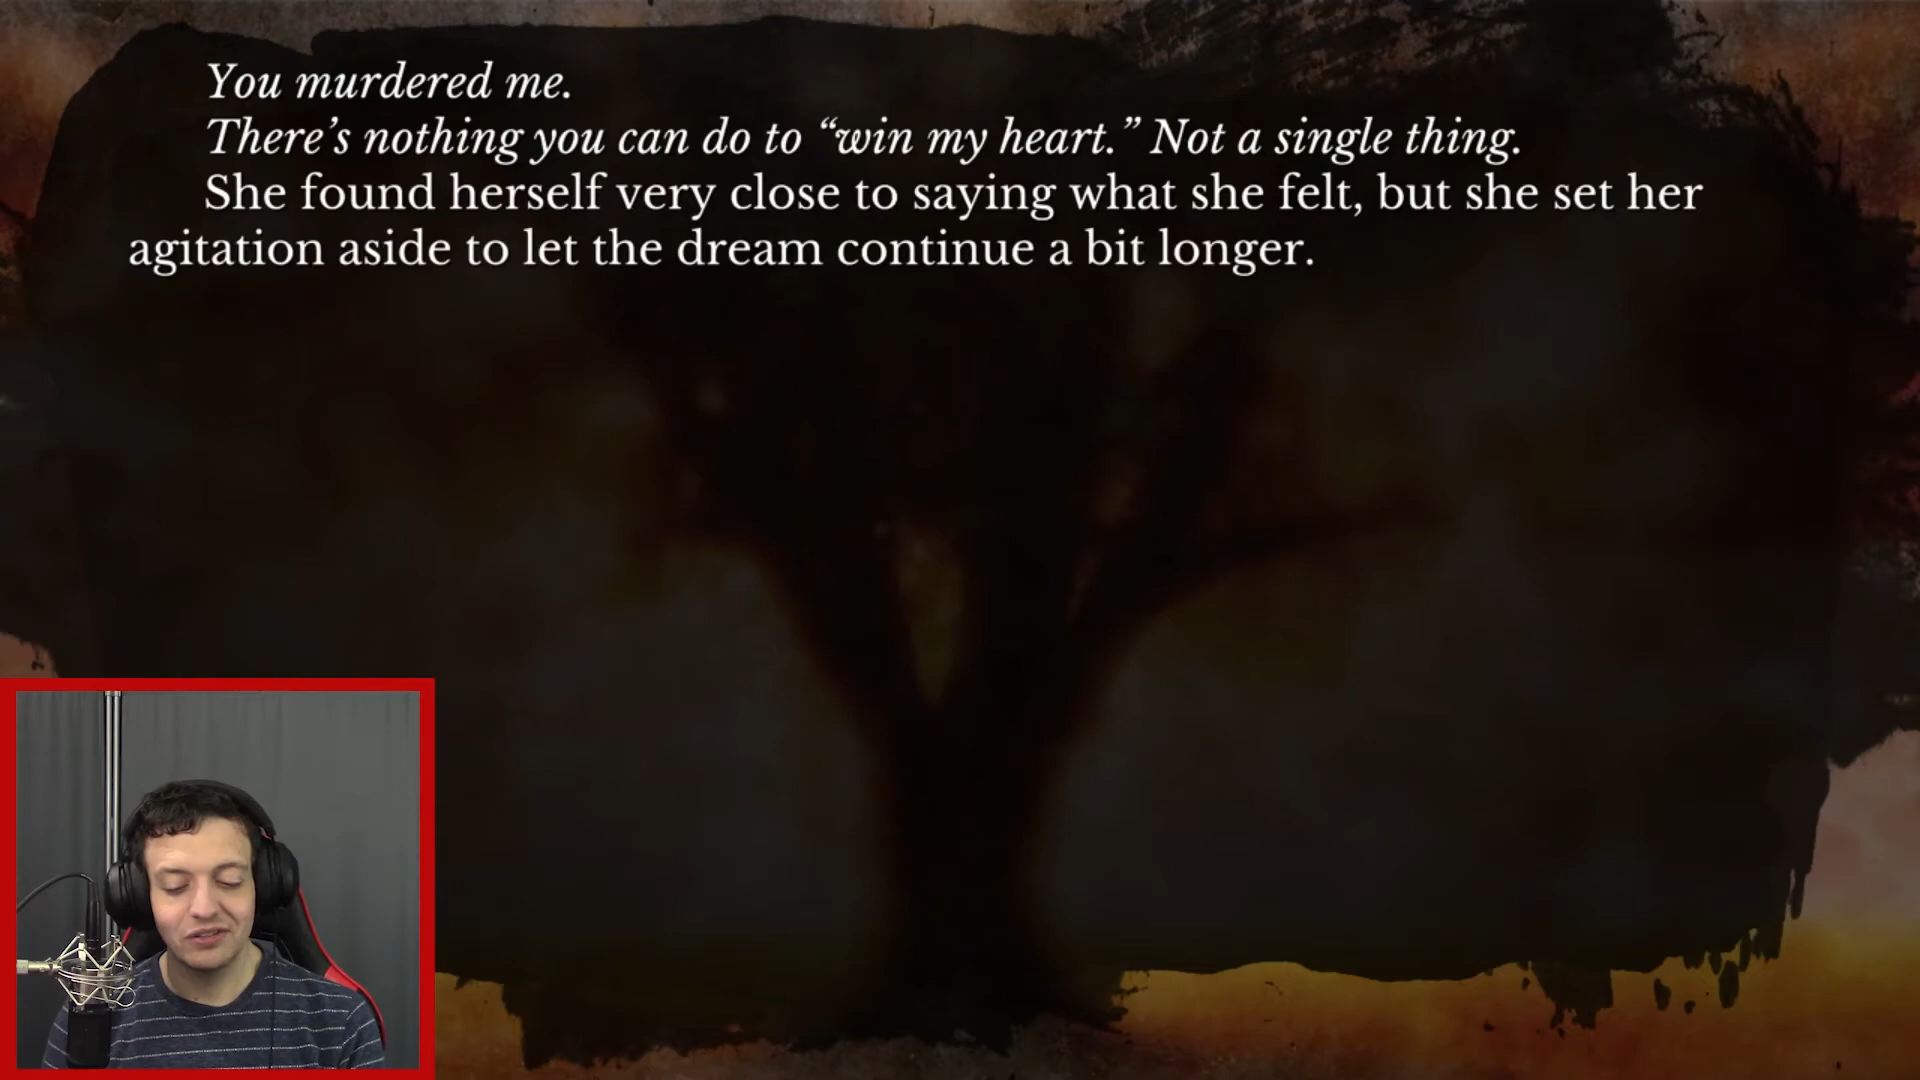 You murdered me.
There’s nothing you can do to “win my heart.” Not a single thing.
She found herself very close to saying what she felt, but she set her
agitation aside to let the dream continue a bit longer.